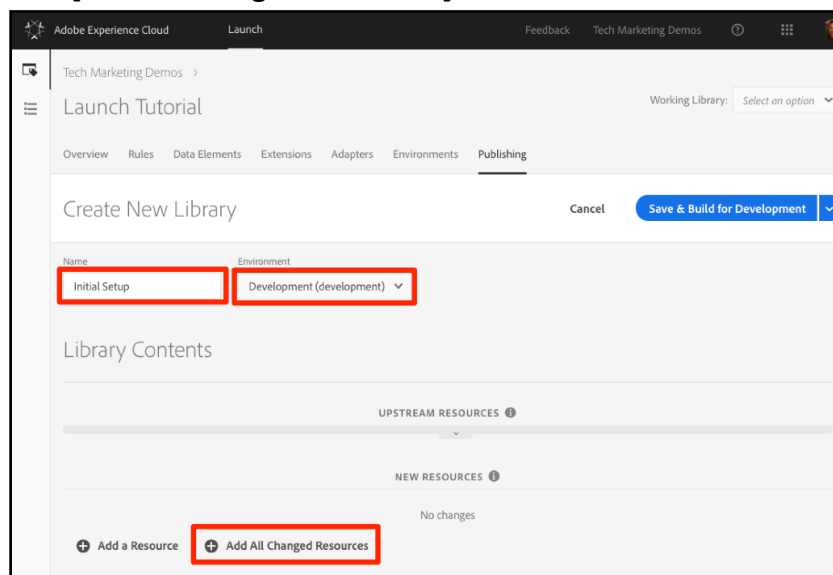 Adobe Experience Cloud Launch Feedback Tech Marketing Demos
Tech Marketing Demos >
Launch Tutorial
Working Library: Select an option
Overview Rules Data Elements Extensions Adapters Environments Publishing
Create New Library
Cancel Save & Build for Development
Name Environment
Initial Setup Development (development)
Library Contents
UPSTREAM RESOURCES
NEW RESOURCES
No changes
Add a Resource Add All Changed Resources